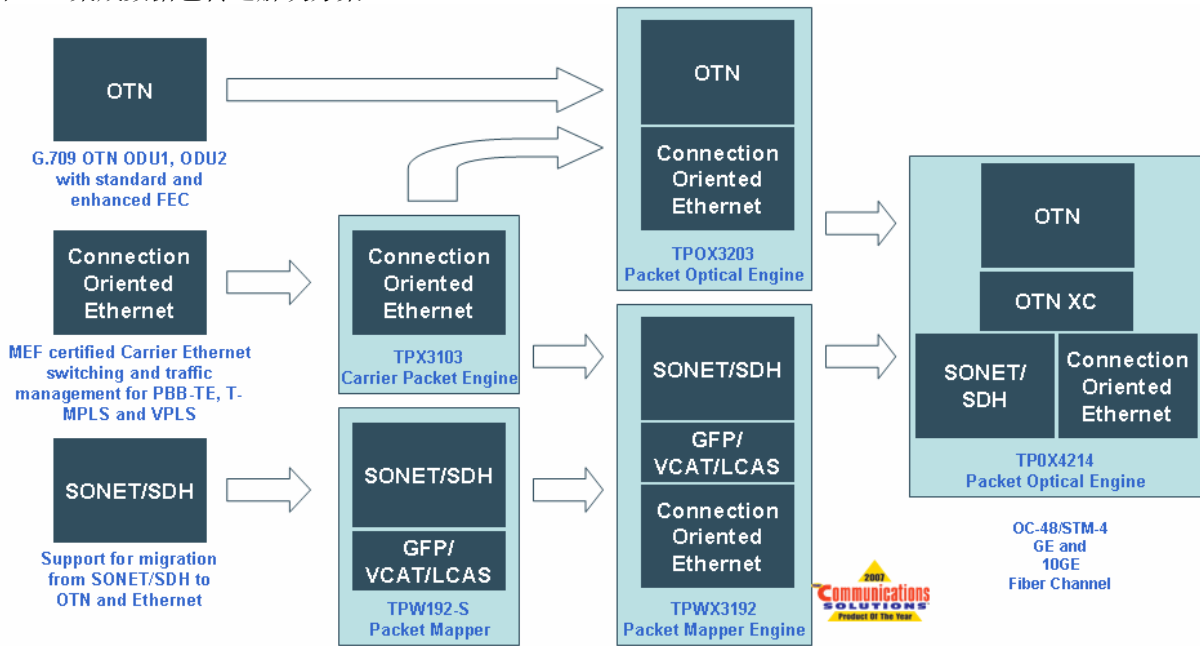 OTN
G.709 OTN ODU1, ODU2
with standard and
enhanced FEC
Connection
Oriented
Ethernet
MEF certified Carrier Ethernet
switching and traffic
management for PBB-TE, T-
MPLS and VPLS
SONET/SDH
Support for migration
from SONET/SDH to
OTN and Ethernet
Connection
Oriented
Ethernet
TPX3103
Carrier Packet Engine
SONET/SDH
GFP/
VCAT/LCAS
TPW192-S
Packet Mapper
OTN
Connection
Oriented
Ethernet
TPOX3203
Packet Optical Engine
SONET/SDH
GFP/
VCAT/LCAS
Connection
Oriented
Ethernet
TPWX3192
Packet Mapper Engine
2007
Communications
SOLUTIONS
Product Of The Year
OTN
OTN XC
SONET/
SDH
Connection
Oriented
Ethernet
TP0X4214
Packet Optical Engine
OC-48/STM-4
GE and
10GE
Fiber Channel